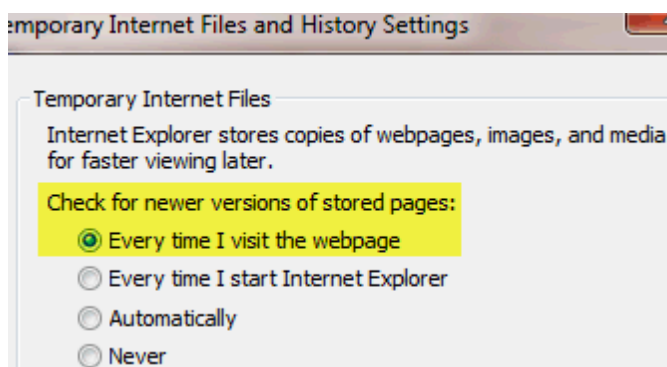 emporary Internet Files and History Settings
Temporary Internet Files
Internet Explorer stores copies of webpages, images, and media
for faster viewing later.
Check for newer versions of stored pages:
Every time I visit the webpage
Every time I start Internet Explorer
Automatically
Never